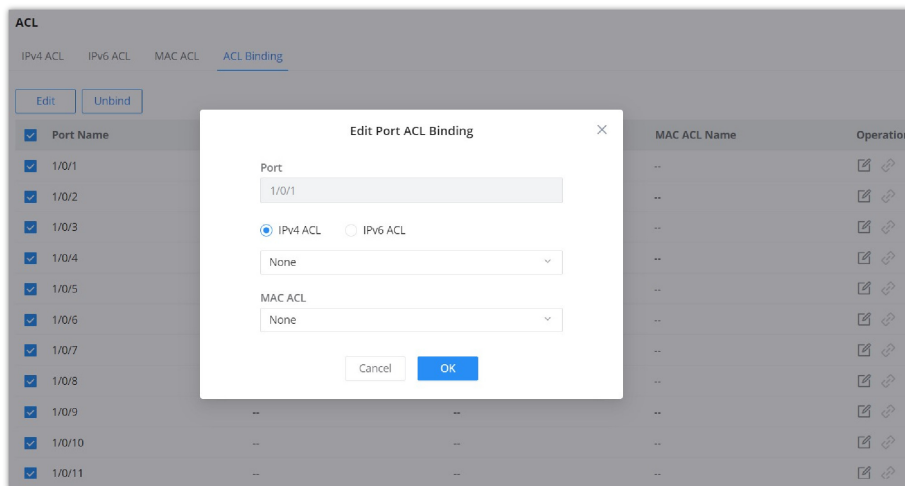 ACL
IPv4 ACL IPv6 ACL MAC ACL ACL Binding
Edit Unbind
Port Name MAC ACL Name Operation
Edit Port ACL Binding
Port
1/0/1
IPv4 ACL IPv6 ACL
None
MAC ACL
None
Cancel OK
1/0/1 --
1/0/2 --
1/0/3 --
1/0/4 --
1/0/5 --
1/0/6 --
1/0/7 --
1/0/8 --
1/0/9 -- -- --
1/0/10 -- -- --
1/0/11 -- -- --